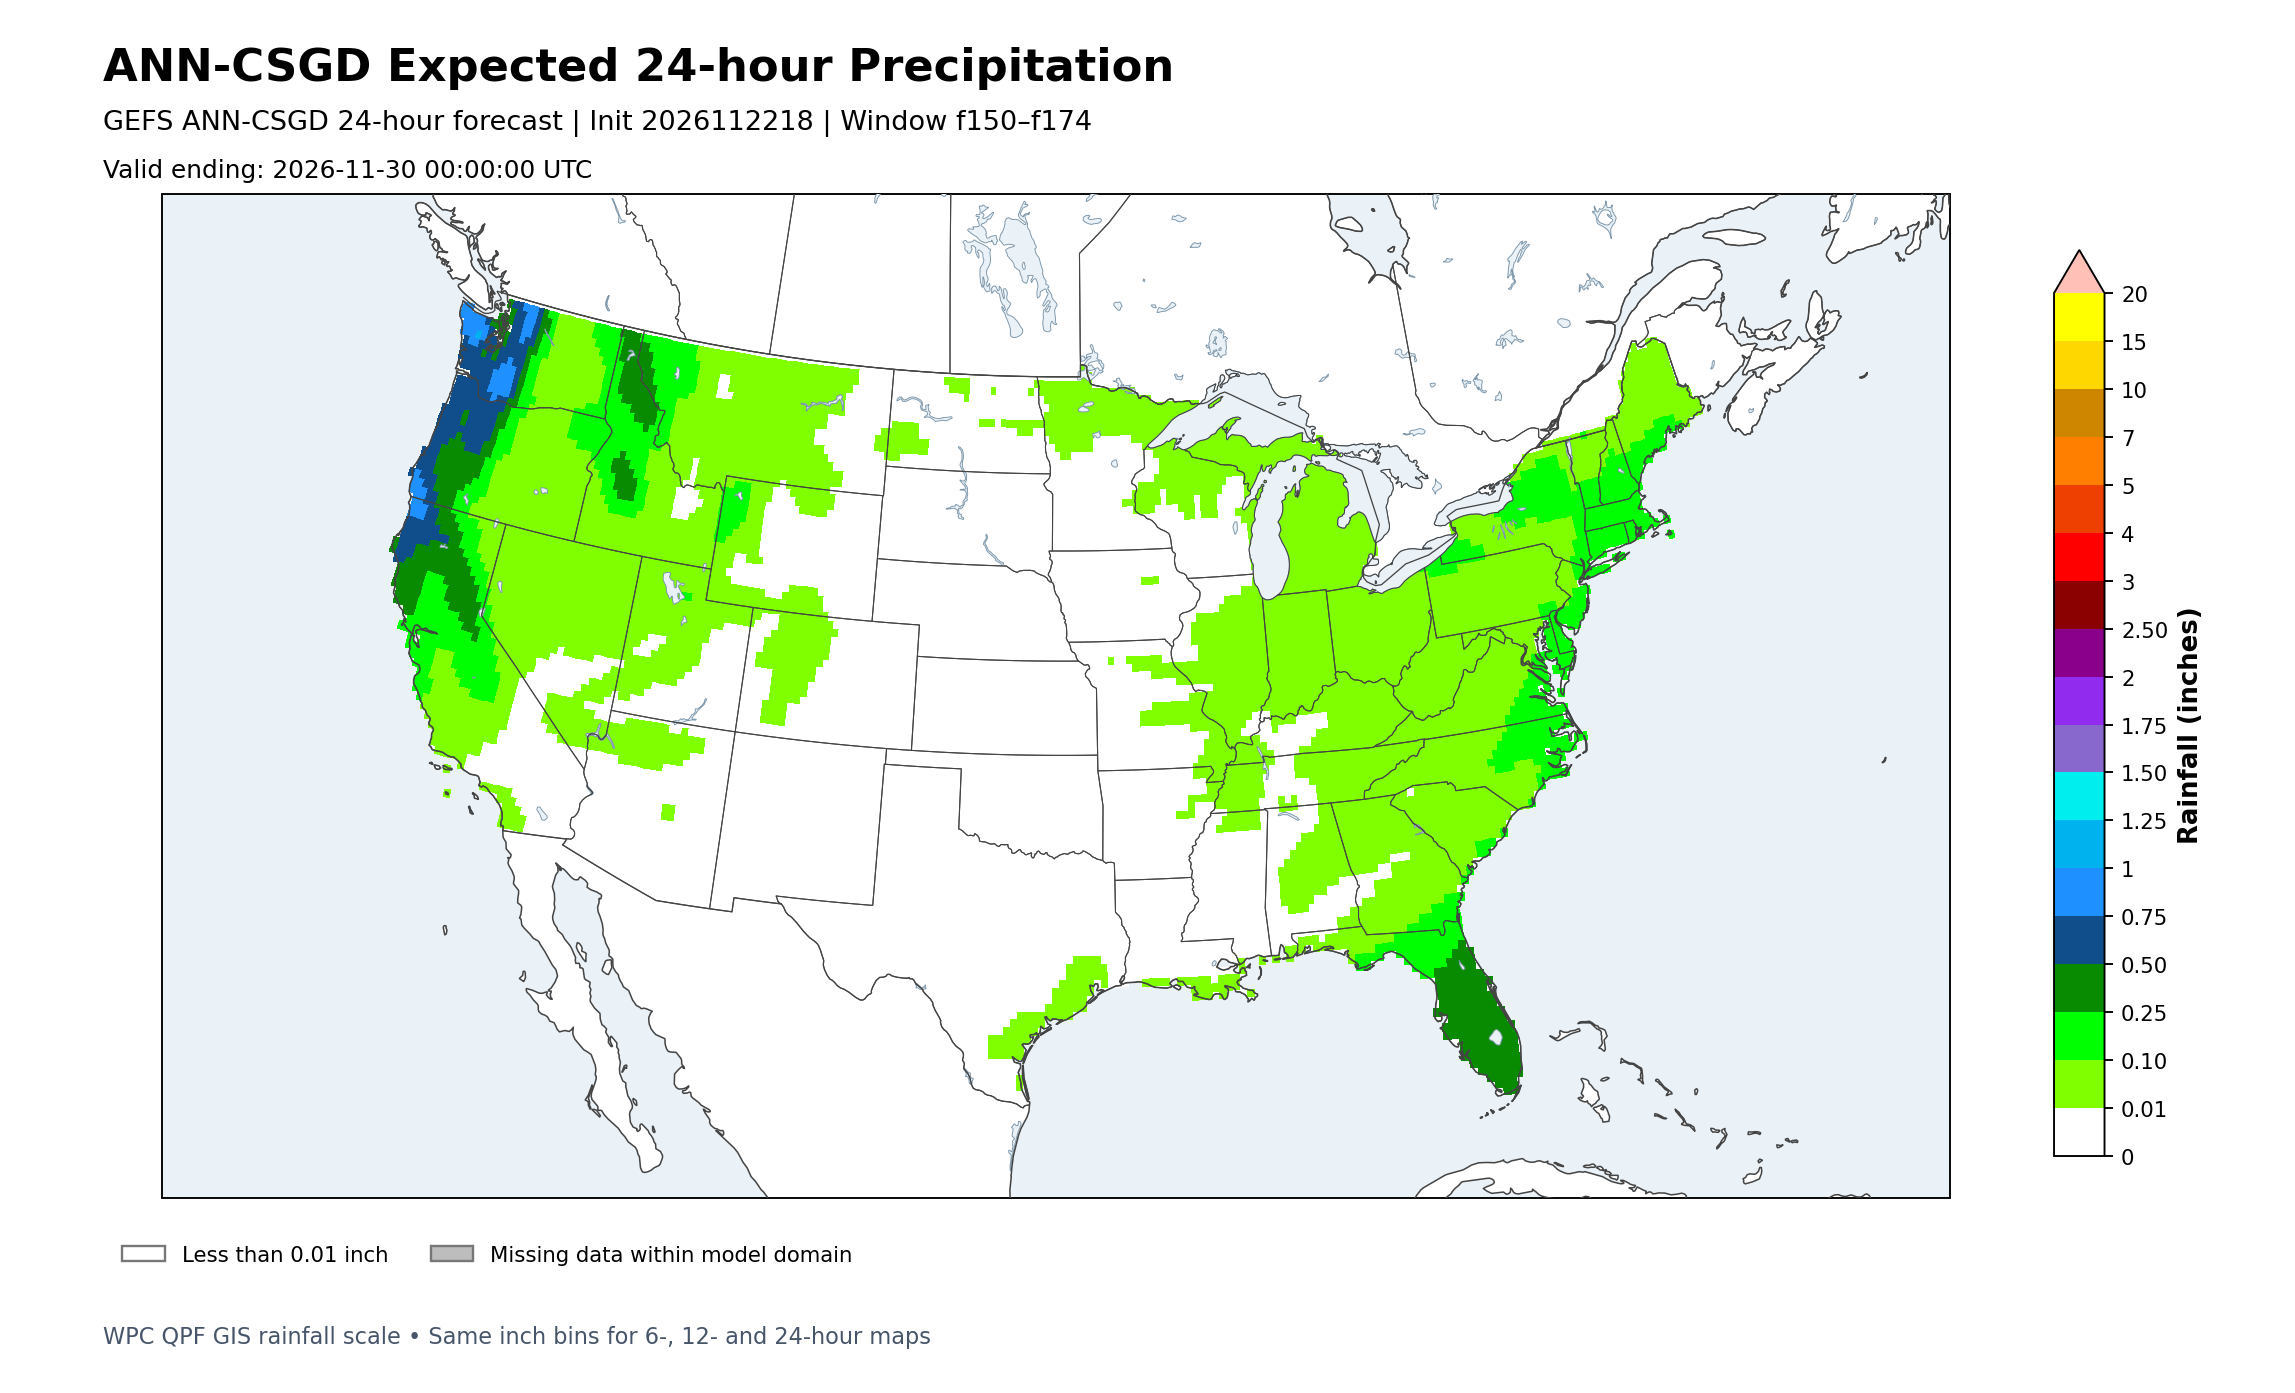 ANN-CSGD Expected 24-hour Precipitation
GEFS ANN-CSGD 24-hour forecast | Init 2026112218 | Window f150–f174
Valid ending: 2026-11-30 00:00:00 UTC
20
15
10
7
5
4
3
2.50
2
1.75
1.50
1.25
1
0.75
0.50
0.25
0.10
0.01
0
Rainfall (inches)
Less than 0.01 inch
Missing data within model domain
WPC QPF GIS rainfall scale • Same inch bins for 6-, 12- and 24-hour maps